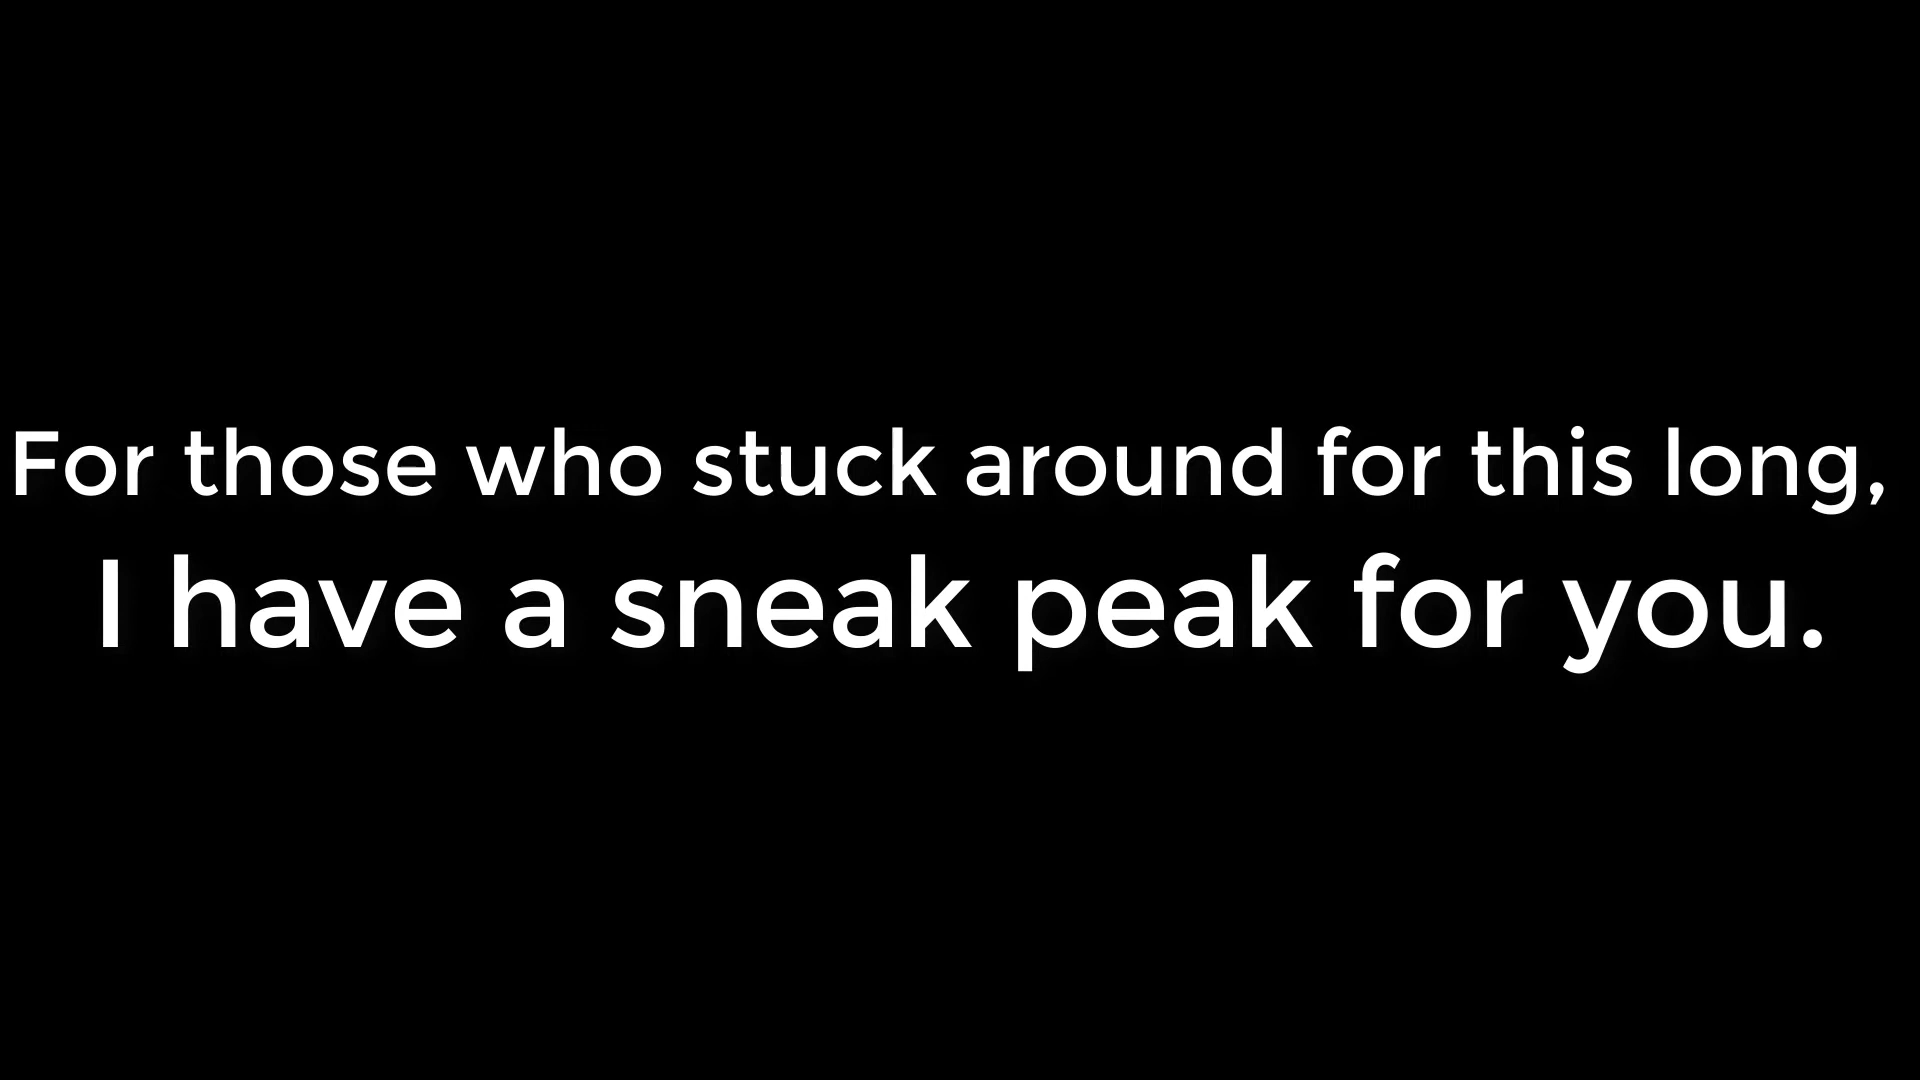 For those who stuck around for this long,
I have a sneak peak for you.